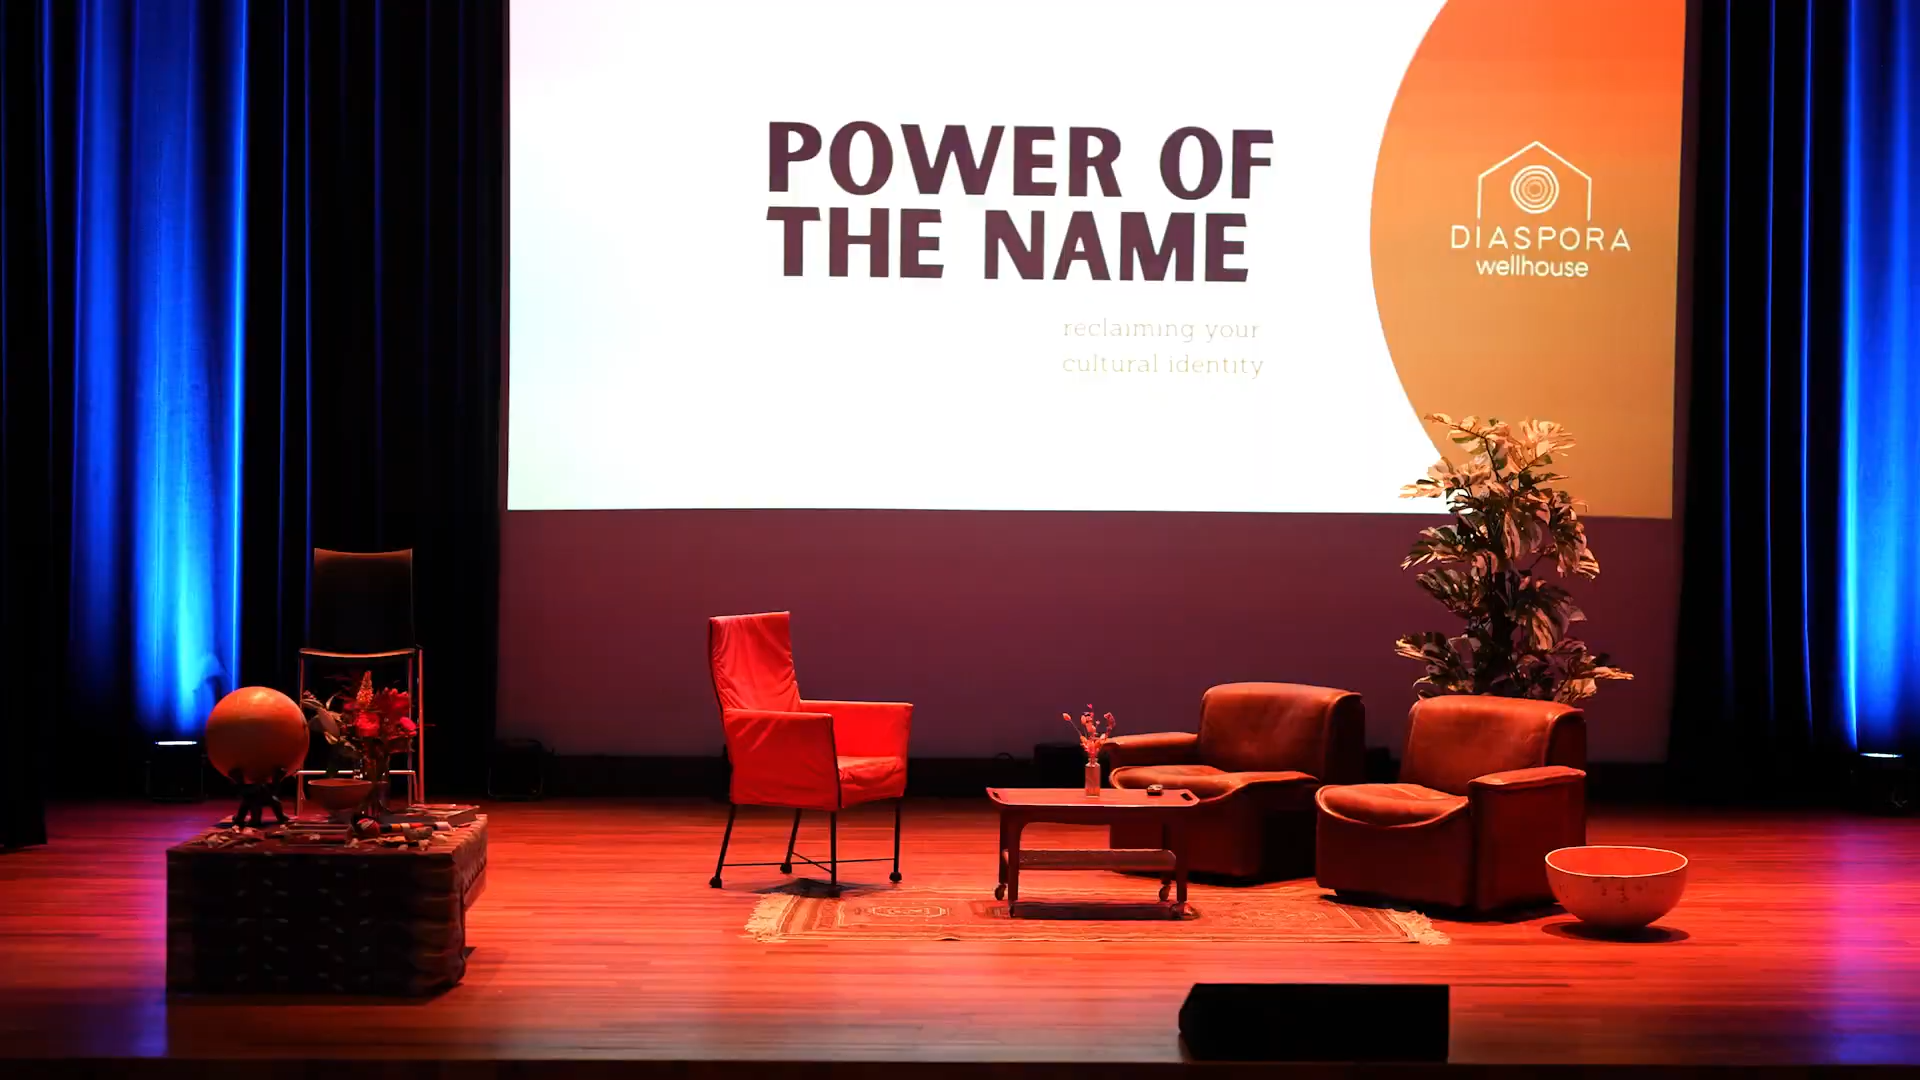 POWER OF
THE NAME
reclaiming your
cultural identity
DIASPORA
wellhouse